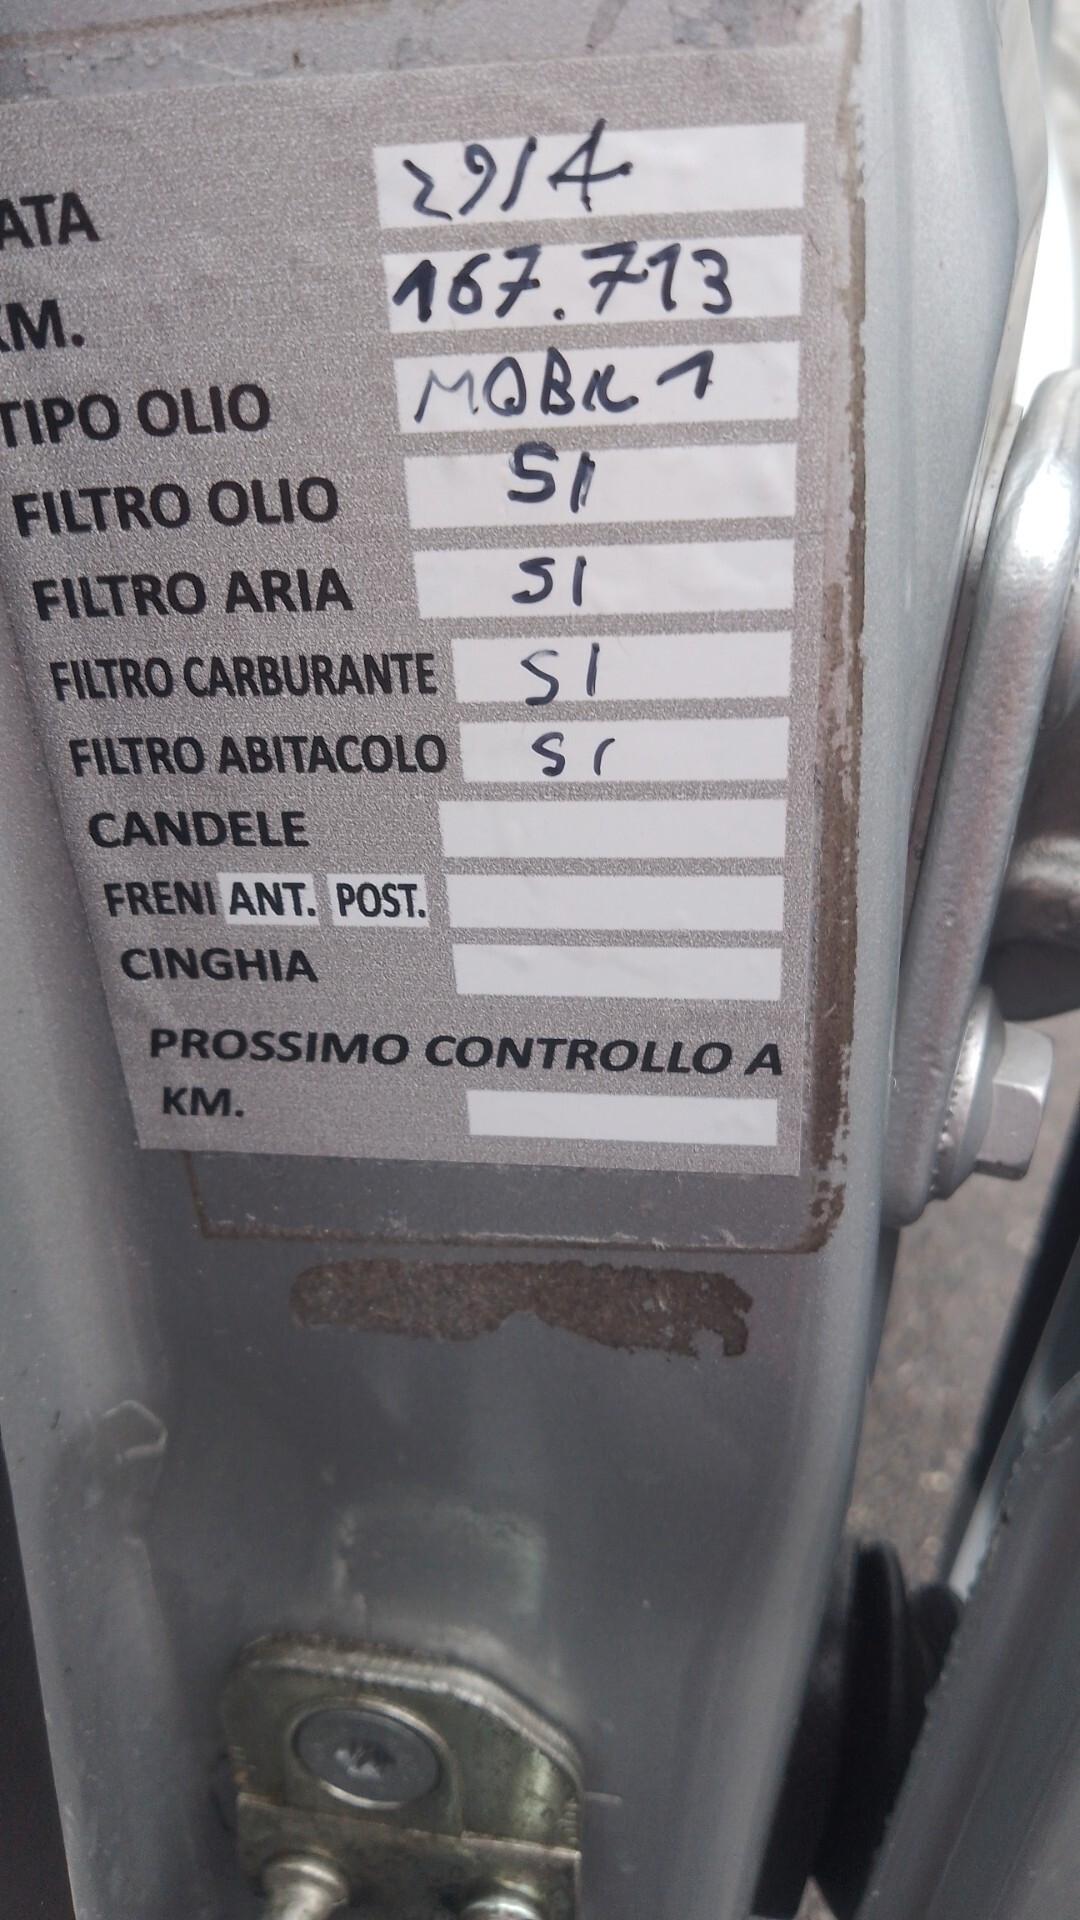 ATA 29/4
KM. 167.713
TIPO OLIO MOBIL 1
FILTRO OLIO SI
FILTRO ARIA SI
FILTRO CARBURANTE SI
FILTRO ABITACOLO SI
CANDELE
FRENI ANT. POST.
CINGHIA
PROSSIMO CONTROLLO A
KM.